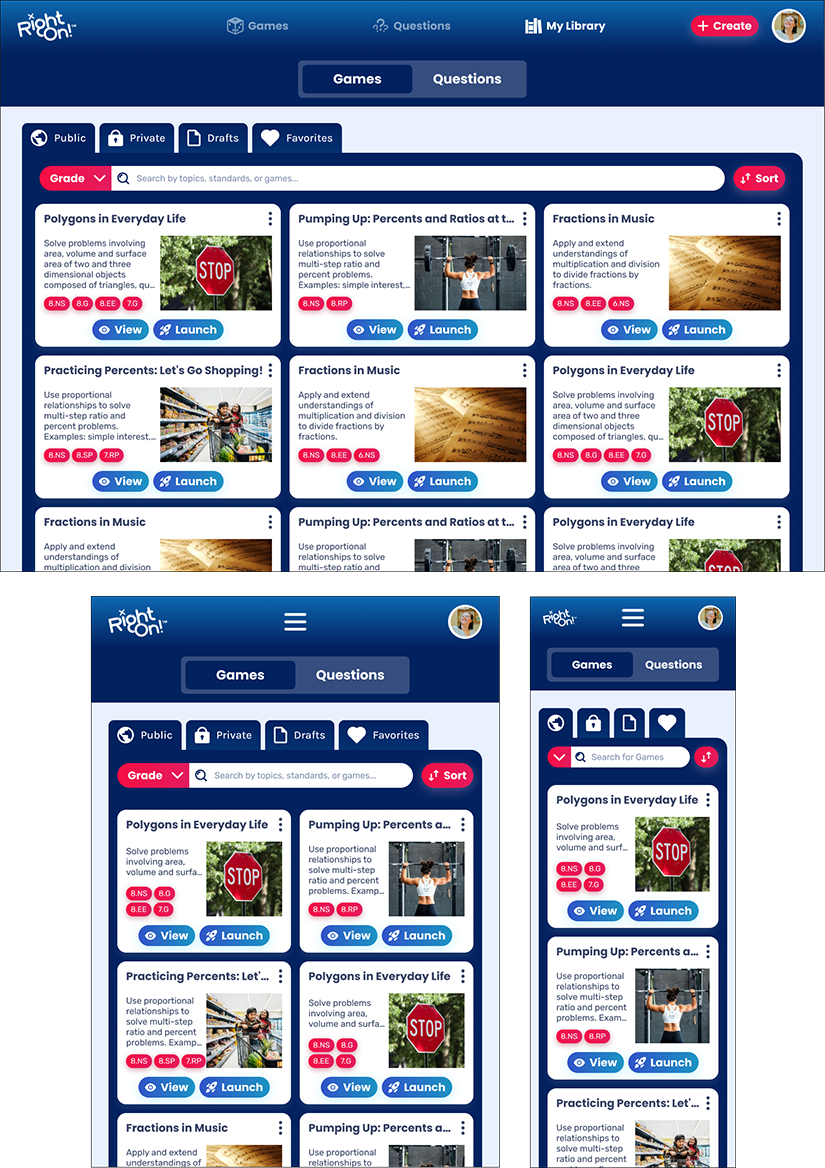 Right On!™
Games
Questions
My Library
+ Create
Games
Questions
Public
Private
Drafts
Favorites
Grade
Search by topics, standards, or games...
Sort
Polygons in Everyday Life
Solve problems involving
area, volume and surface
area of two and three
dimensional objects
composed of triangles, qu...
8.NS 8.G 8.EE 7.G
STOP
View
Launch
Pumping Up: Percents and Ratios at t...
Use proportional
relationships to solve
multi-step ratio and
percent problems.
Examples: simple interest,...
8.NS 8.RP
View
Launch
Fractions in Music
Apply and extend
understandings of
multiplication and division
to divide fractions by
fractions.
8.NS 8.EE 6.NS
View
Launch
Practicing Percents: Let's Go Shopping!
Use proportional
relationships to solve
multi-step ratio and
percent problems.
Examples: simple interest,...
8.NS 8.SP 7.RP
View
Launch
Fractions in Music
Apply and extend
understandings of
multiplication and division
to divide fractions by
fractions.
8.NS 8.EE 6.NS
View
Launch
Polygons in Everyday Life
Solve problems involving
area, volume and surface
area of two and three
dimensional objects
composed of triangles, qu...
8.NS 8.G 8.EE 7.G
STOP
View
Launch
Fractions in Music
Apply and extend
understandings of
multiplication and division
Pumping Up: Percents and Ratios at t...
Use proportional
relationships to solve
multi-step ratio and
Polygons in Everyday Life
Solve problems involving
area, volume and surface
area of two and three
STOP
Right On!™
Games
Questions
Public
Private
Drafts
Favorites
Grade
Search by topics, standards, or games...
Sort
Polygons in Everyday Life
Solve problems
involving area,
volume and surfa...
8.NS 8.G
8.EE 7.G
STOP
View
Launch
Pumping Up: Percents a...
Use proportional
relationships to
solve multi-step
ratio and percent
problems. Examp...
8.NS 8.RP
View
Launch
Practicing Percents: Let'...
Use proportional
relationships to
solve multi-step
ratio and percent
problems. Examp...
8.NS 8.SP 7.RP
View
Launch
Polygons in Everyday Life
Solve problems
involving area,
volume and surfa...
8.NS 8.G
8.EE 7.G
STOP
View
Launch
Fractions in Music
Apply and extend
understandings of
Pumping Up: Percents a...
Use proportional
relationships to
Right On!™
Games
Questions
Search for Games
Polygons in Everyday Life
Solve problems
involving area,
volume and surf...
8.NS 8.G
8.EE 7.G
STOP
View
Launch
Pumping Up: Percents a...
Use proportional
relationships to
solve multi-step
ratio and percent
problems. Exam...
8.NS 8.RP
View
Launch
Practicing Percents: Let'...
Use proportional
relationships to
solve multi-step